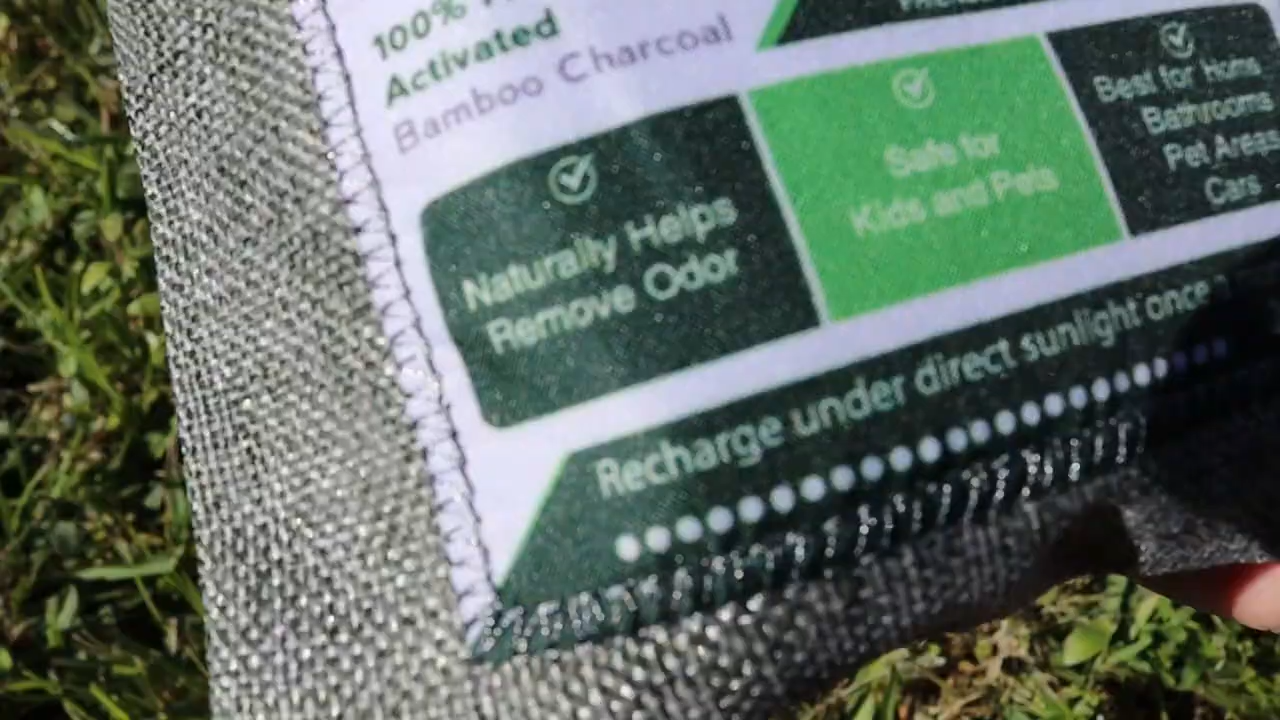 100%
Activated
Bamboo Charcoal
Naturally Helps
Remove Odor
Safe for
Kids and Pets
Best for Home
Bathrooms
Pet Areas
Cars
Recharge under direct sunlight once